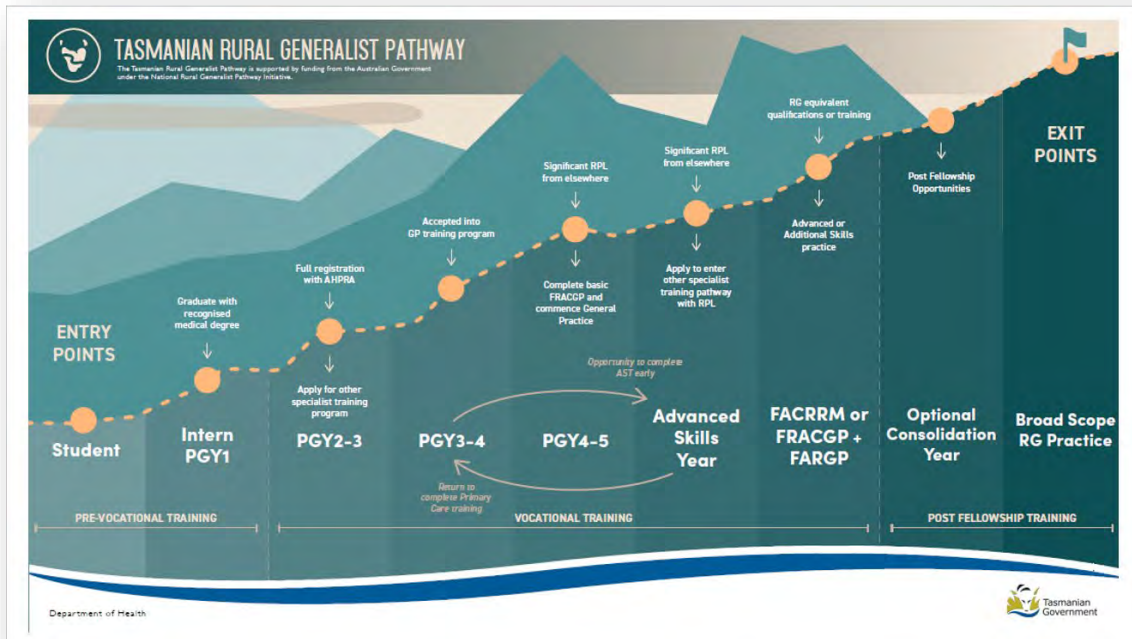 TASMANIAN RURAL GENERALIST PATHWAY
The Tasmanian Rural Generalist Pathway is supported by funding from the Australian Government
under the National Rural Generalist Pathway Initiative.
ENTRY
POINTS
Graduate with
recognised
medical degree
Full registration
with AHPRA
Apply for other
specialist training
program
Accepted into
GP training program
Significant RPL
from elsewhere
Complete basic
FRACGP and
commence General
Practice
Significant RPL
from elsewhere
Apply to enter
other specialist
training pathway
with RPL
RG equivalent
qualifications or training
Advanced or
Additional Skills
practice
Post Fellowship
Opportunities
EXIT
POINTS
Opportunity to complete
AST early
Student
Intern
PGY1
PGY2-3
PGY3-4
PGY4-5
Advanced
Skills
Year
FACRRM or
FRACGP +
FARGP
Optional
Consolidation
Year
Broad Scope
RG Practice
Return to
complete Primary
Care training
PRE-VOCATIONAL TRAINING
VOCATIONAL TRAINING
POST FELLOWSHIP TRAINING
Department of Health
Tasmanian
Government